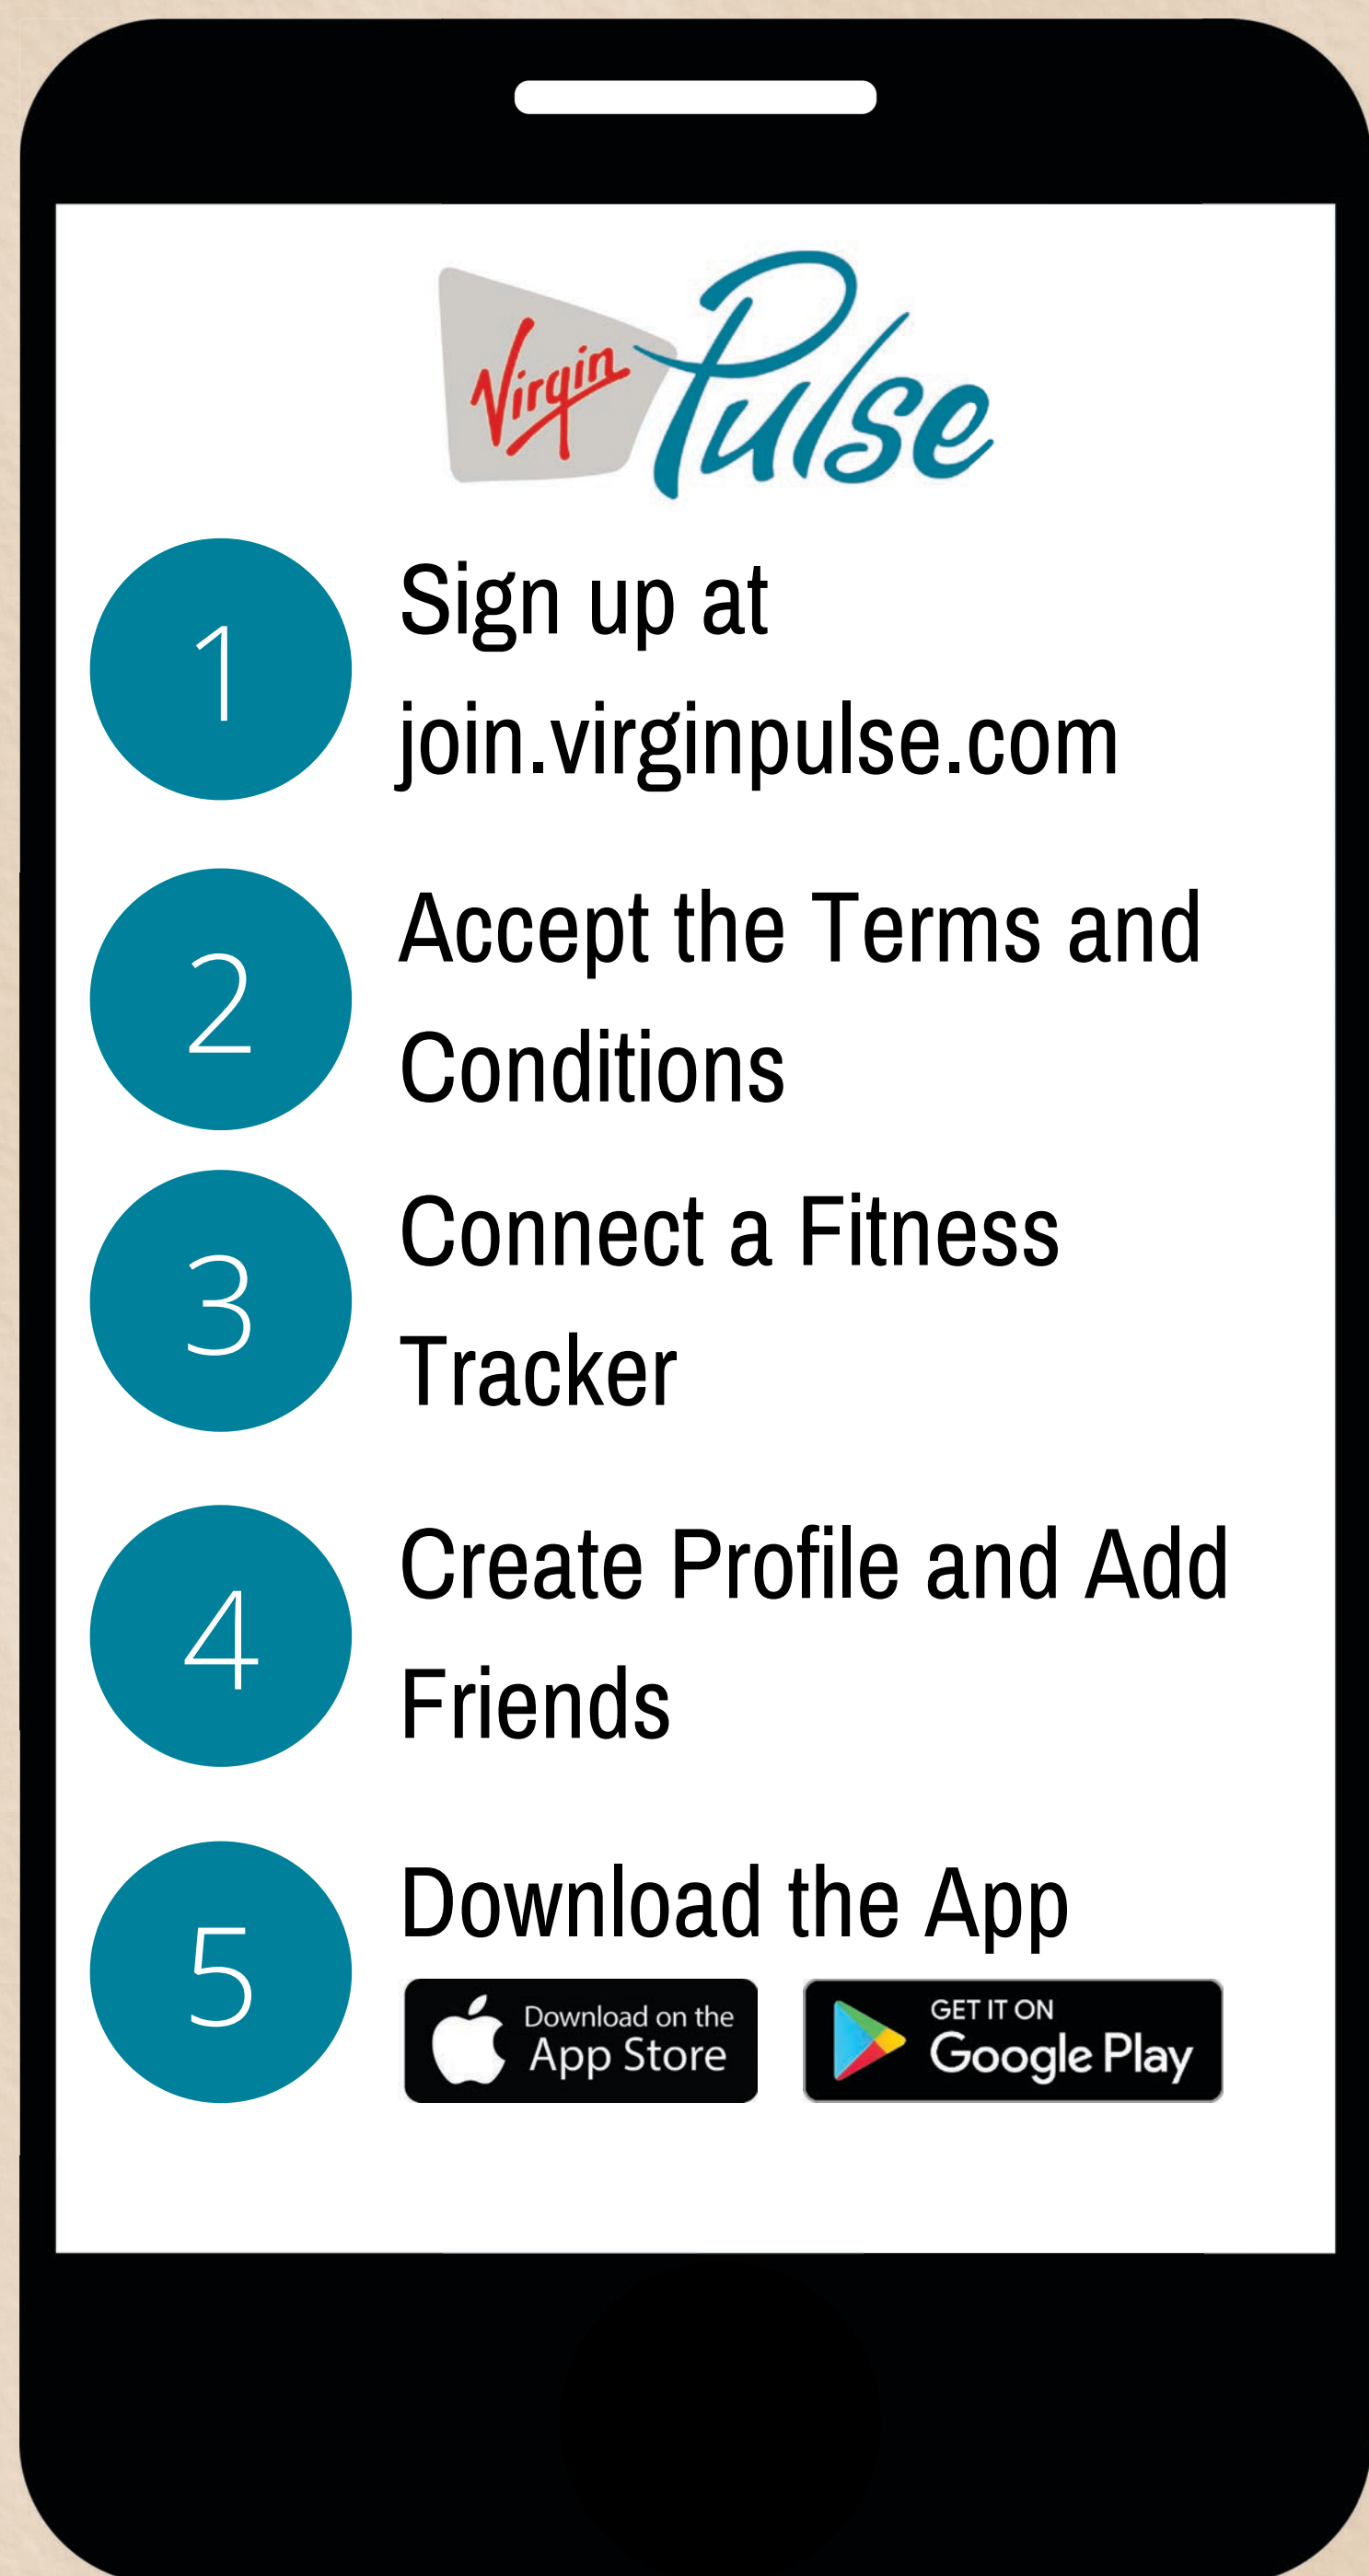 Virgin Pulse
1
Sign up at
join.virginpulse.com
2
Accept the Terms and
Conditions
3
Connect a Fitness
Tracker
4
Create Profile and Add
Friends
5
Download the App
Download on the
App Store
GET IT ON
Google Play